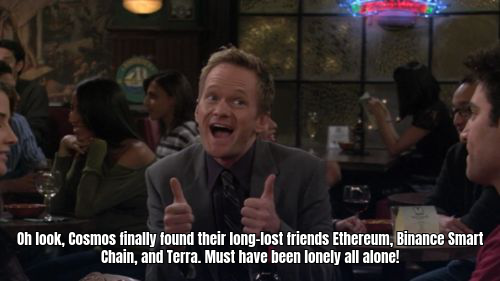 Oh look, Cosmos finally found their long-lost friends Ethereum, Binance Smart
Chain, and Terra. Must have been lonely all alone!